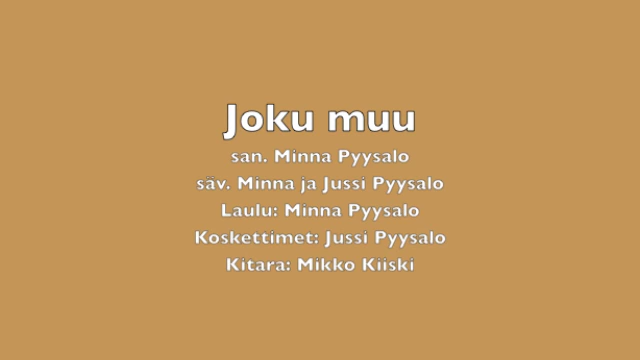 Joku muu
san. Minna Pyysalo
säv. Minna ja Jussi Pyysalo
Laulu: Minna Pyysalo
Koskettimet: Jussi Pyysalo
Kitara: Mikko Kiiski